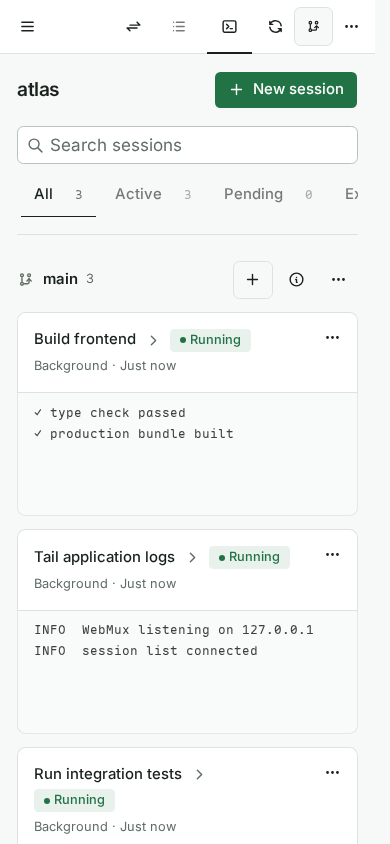 atlas
New session
Search sessions
All 3 Active 3 Pending 0 Ex
main 3
Build frontend Running
Background · Just now
✓ type check passed
✓ production bundle built
Tail application logs Running
Background · Just now
INFO WebMux listening on 127.0.0.1
INFO session list connected
Run integration tests
Running
Background · Just now